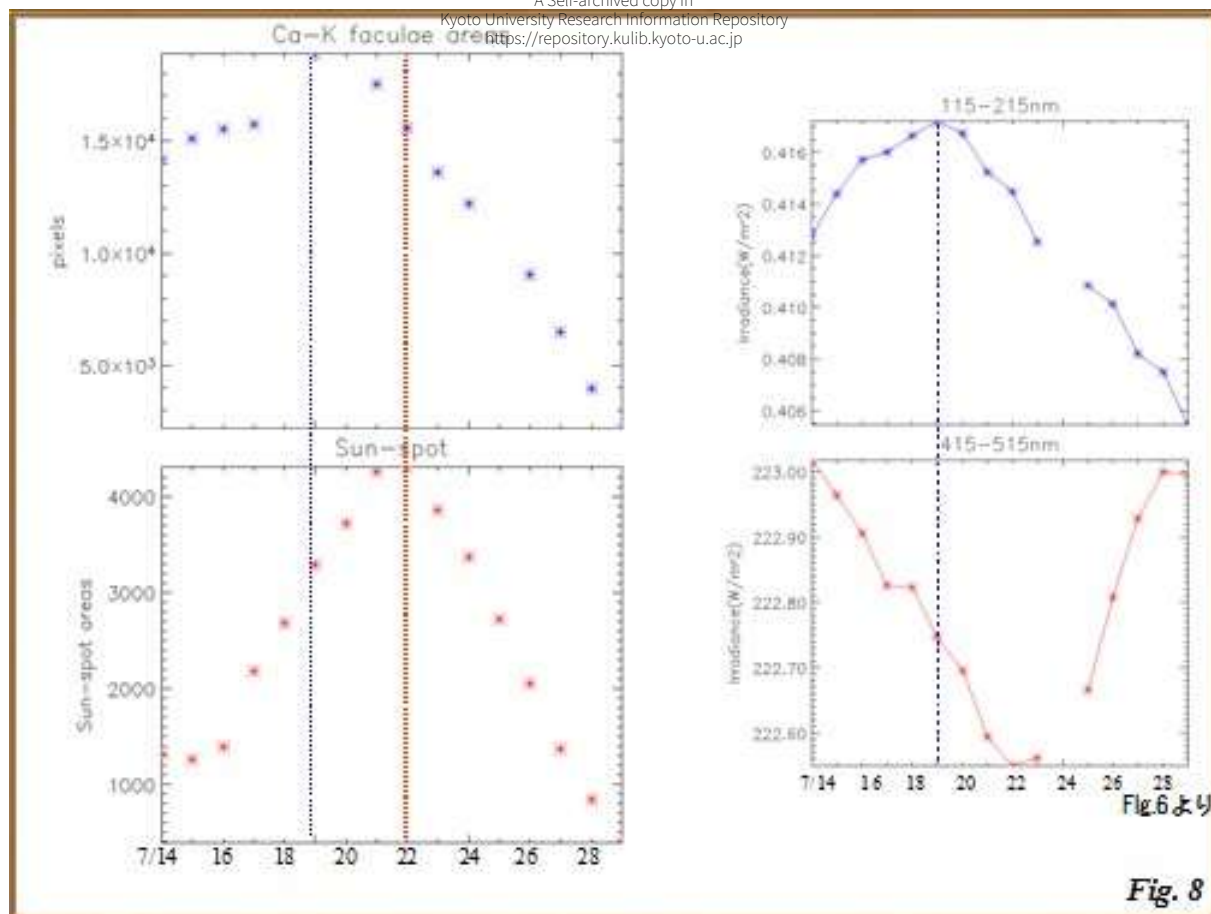 A Self-archived copy in
Kyoto University Research Information Repository
https://repository.kulib.kyoto-u.ac.jp
Ca-K faculae areas
1.5×10⁴
1.0×10⁴
5.0×10³
pixels
Sun-spot
4000
3000
2000
1000
Sun-spot areas
7/14 16 18 20 22 24 26 28
115-215nm
0.416
0.414
0.412
0.410
0.408
0.406
Irradiance(W/m2)
415-515nm
223.00
222.90
222.80
222.70
222.60
Irradiance(W/m2)
7/14 16 18 20 22 24 26 28
Fig.6より
Fig. 8